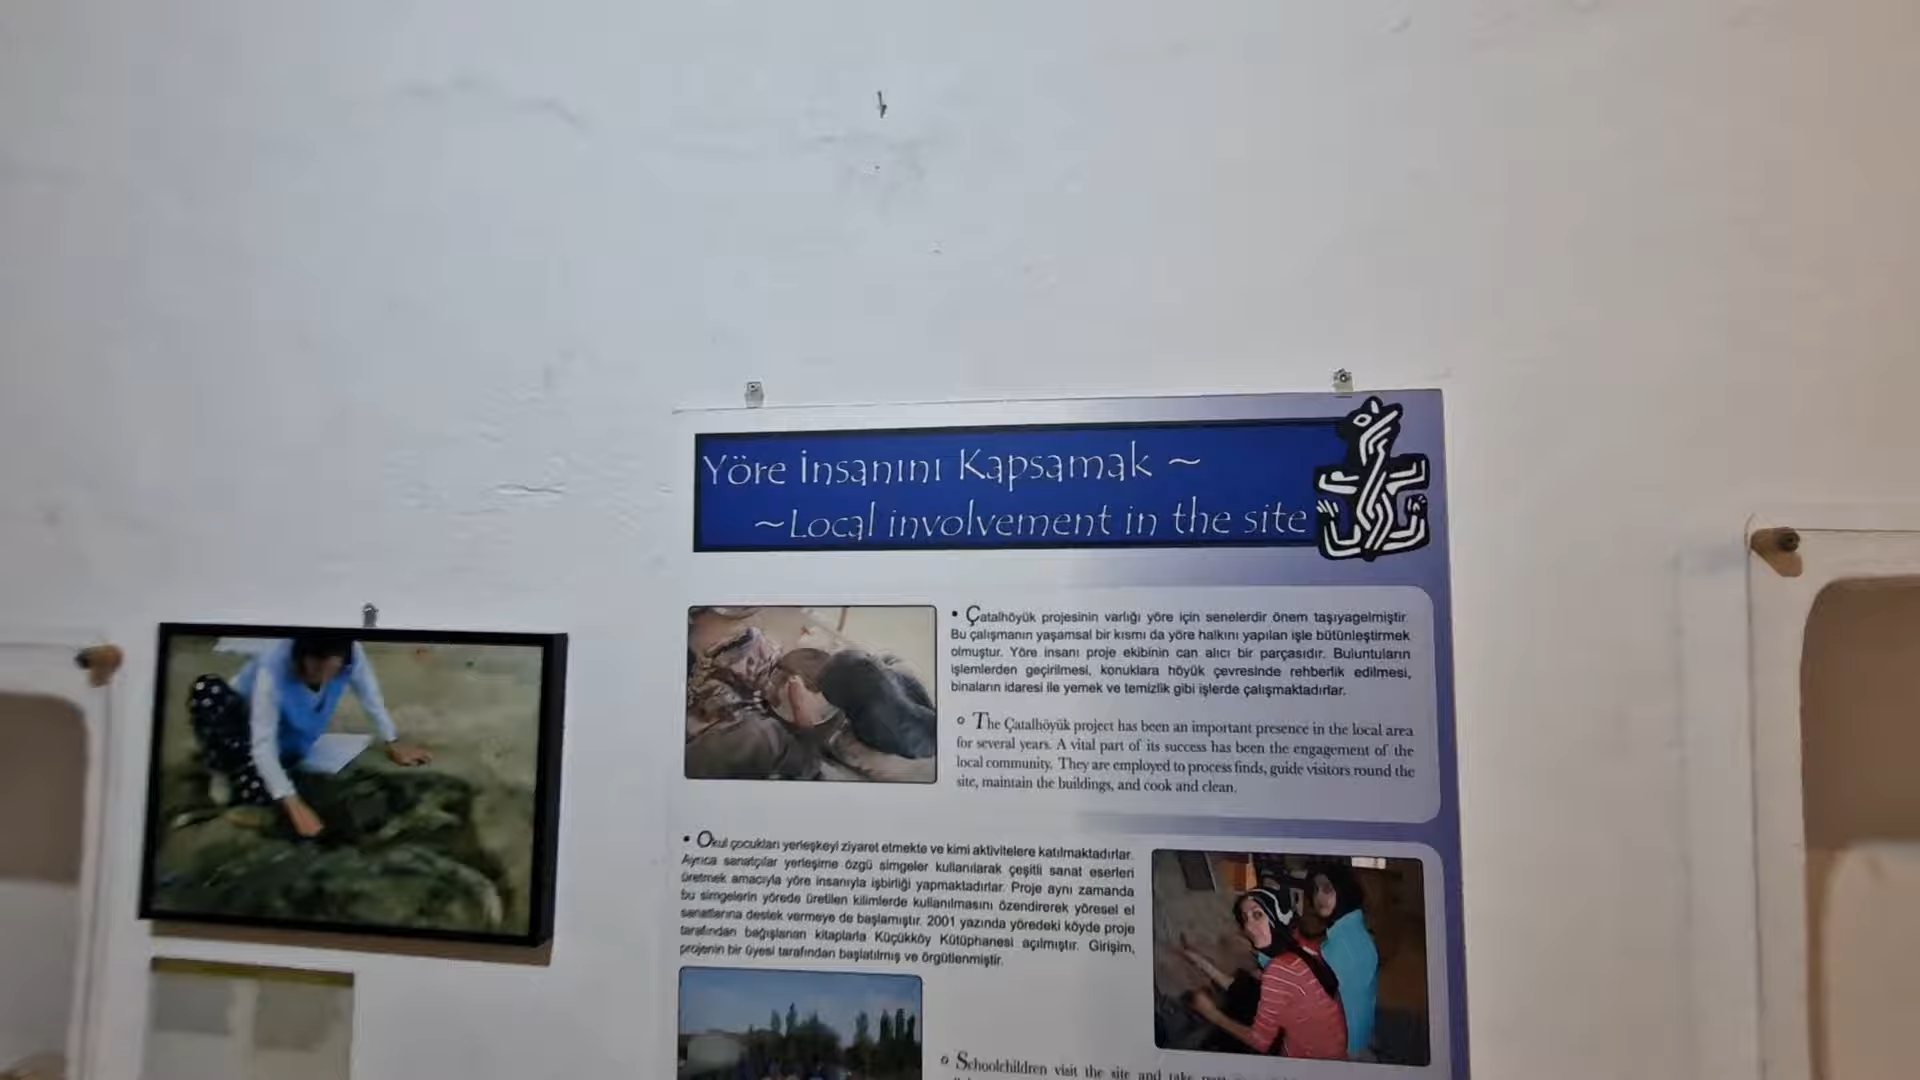 Yöre İnsanını Kapsamak ~
~Local involvement in the site
• Çatalhöyük projesinin varlığı yöre için senelerdir önem taşıyagelmiştir.
Bu çalışmanın yaşamsal bir kısmı da yöre halkını yapılan işle bütünleştirmek
olmuştur. Yöre insanı proje ekibinin can alıcı bir parçasıdır. Buluntuların
işlemlerden geçirilmesi, konuklara höyük çevresinde rehberlik edilmesi,
binaların idaresi ile yemek ve temizlik gibi işlerde çalışmaktadırlar.
° The Çatalhöyük project has been an important presence in the local area
for several years. A vital part of its success has been the engagement of the
local community. They are employed to process finds, guide visitors round the
site, maintain the buildings, and cook and clean.
• Okul çocukları yerleşkeyi ziyaret etmekte ve kimi aktivitelere katılmaktadırlar.
Ayrıca sanatçılar yerleşime özgü simgeler kullanılarak çeşitli sanat eserleri
üretmek amacıyla yöre insanıyla işbirliği yapmaktadırlar. Proje aynı zamanda
bu simgelerin yörede üretilen kilimlerde kullanılmasını özendirerek yöresel el
sanatlarına destek vermeye de başlamıştır. 2001 yazında yöredeki köyde proje
tarafından bağışlanan kitaplarla Küçükköy Kütüphanesi açılmıştır. Girişim,
projenin bir üyesi tarafından başlatılmış ve örgütlenmiştir.
° Schoolchildren visit the site and take